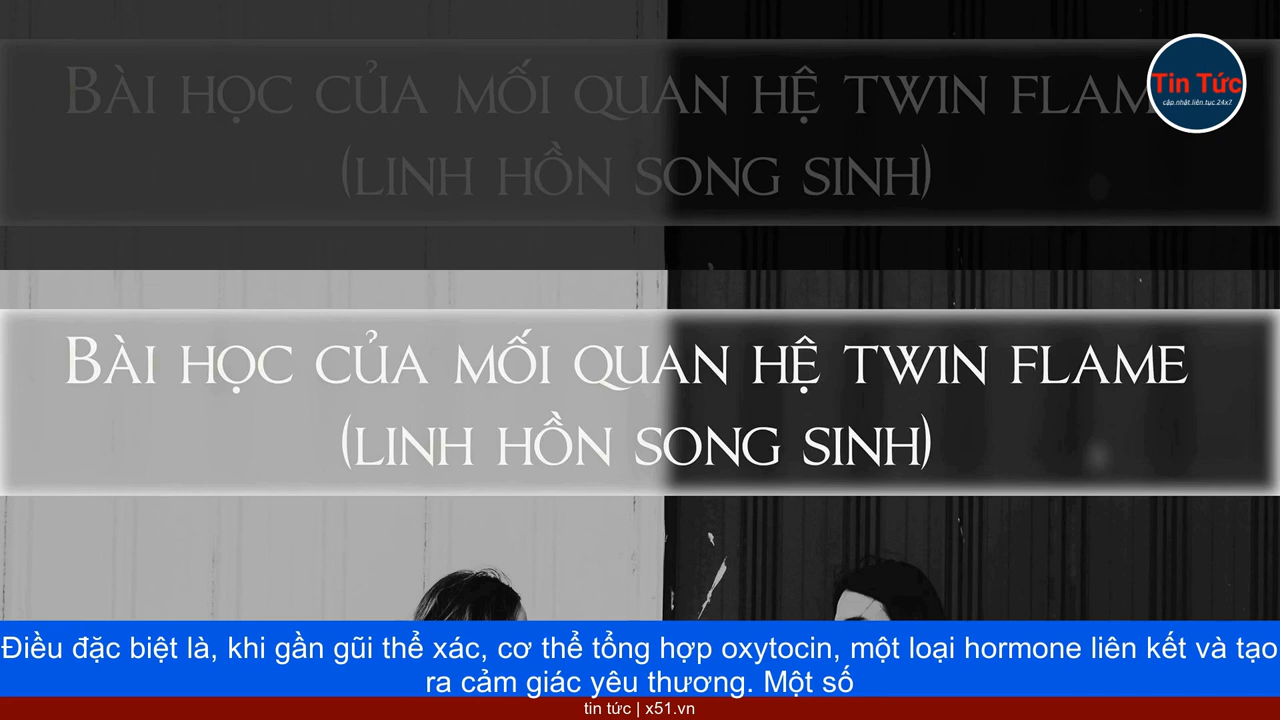 Bài học của mối quan hệ twin flam
Tin Tức
cập nhật liên tục 24x7
(linh hồn song sinh)
Bài học của mối quan hệ twin flame
(linh hồn song sinh)
Điều đặc biệt là, khi gần gũi thể xác, cơ thể tổng hợp oxytocin, một loại hormone liên kết và tạo
ra cảm giác yêu thương. Một số
tin tức | x51.vn